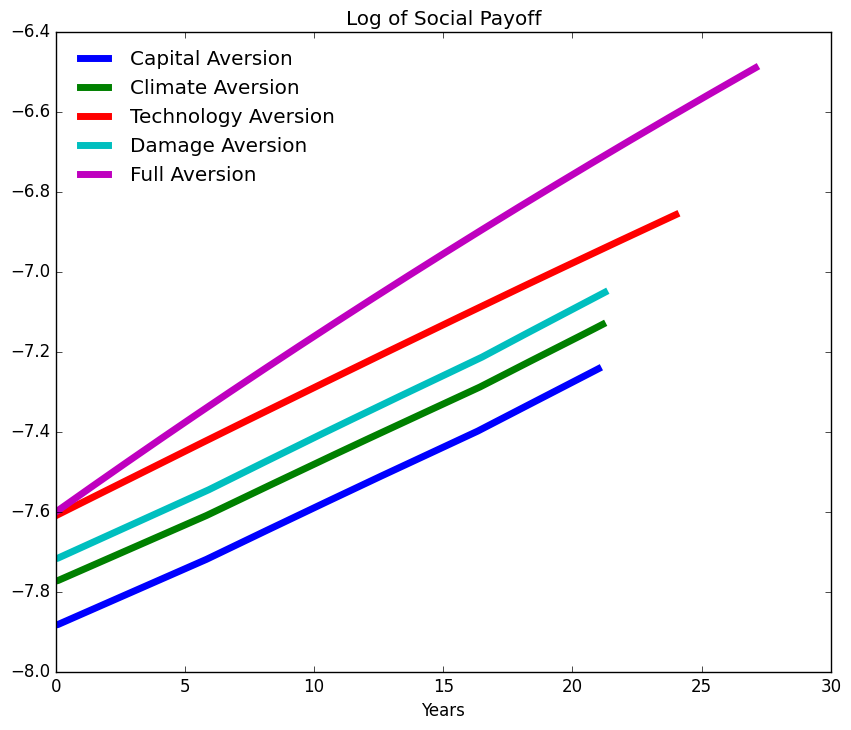 Log of Social Payoff
−6.4
−6.6
−6.8
−7.0
−7.2
−7.4
−7.6
−7.8
−8.0
Capital Aversion
Climate Aversion
Technology Aversion
Damage Aversion
Full Aversion
0 5 10 15 20 25 30
Years